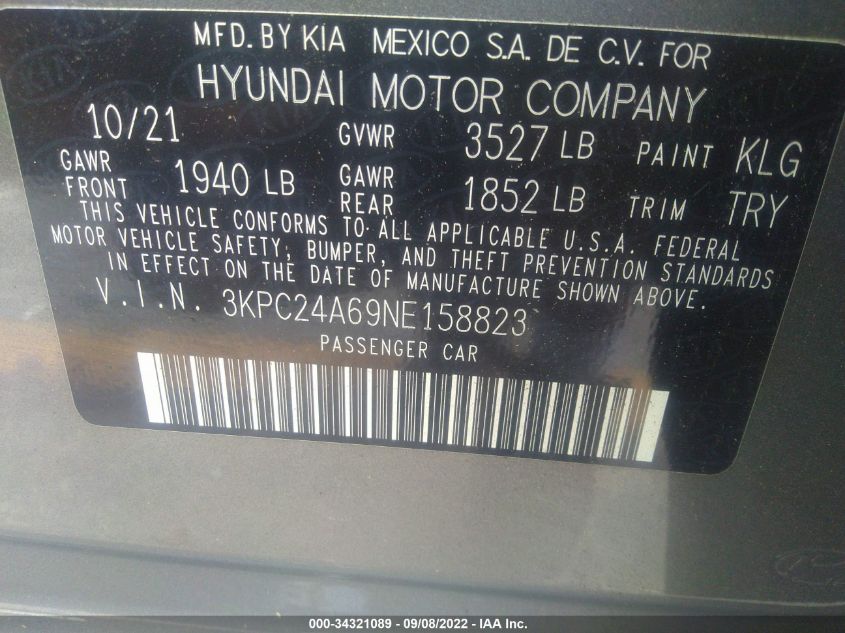 MFD. BY KIA MEXICO S.A. DE C.V. FOR
HYUNDAI MOTOR COMPANY
10/21 GVWR 3527 LB PAINT KLG
GAWR FRONT 1940 LB GAWR REAR 1852 LB TRIM TRY
THIS VEHICLE CONFORMS TO ALL APPLICABLE U.S.A. FEDERAL
MOTOR VEHICLE SAFETY, BUMPER, AND THEFT PREVENTION STANDARDS
IN EFFECT ON THE DATE OF MANUFACTURE SHOWN ABOVE.
V.I.N. 3KPC24A69NE158823
PASSENGER CAR
000-34321089 - 09/08/2022 - IAA Inc.